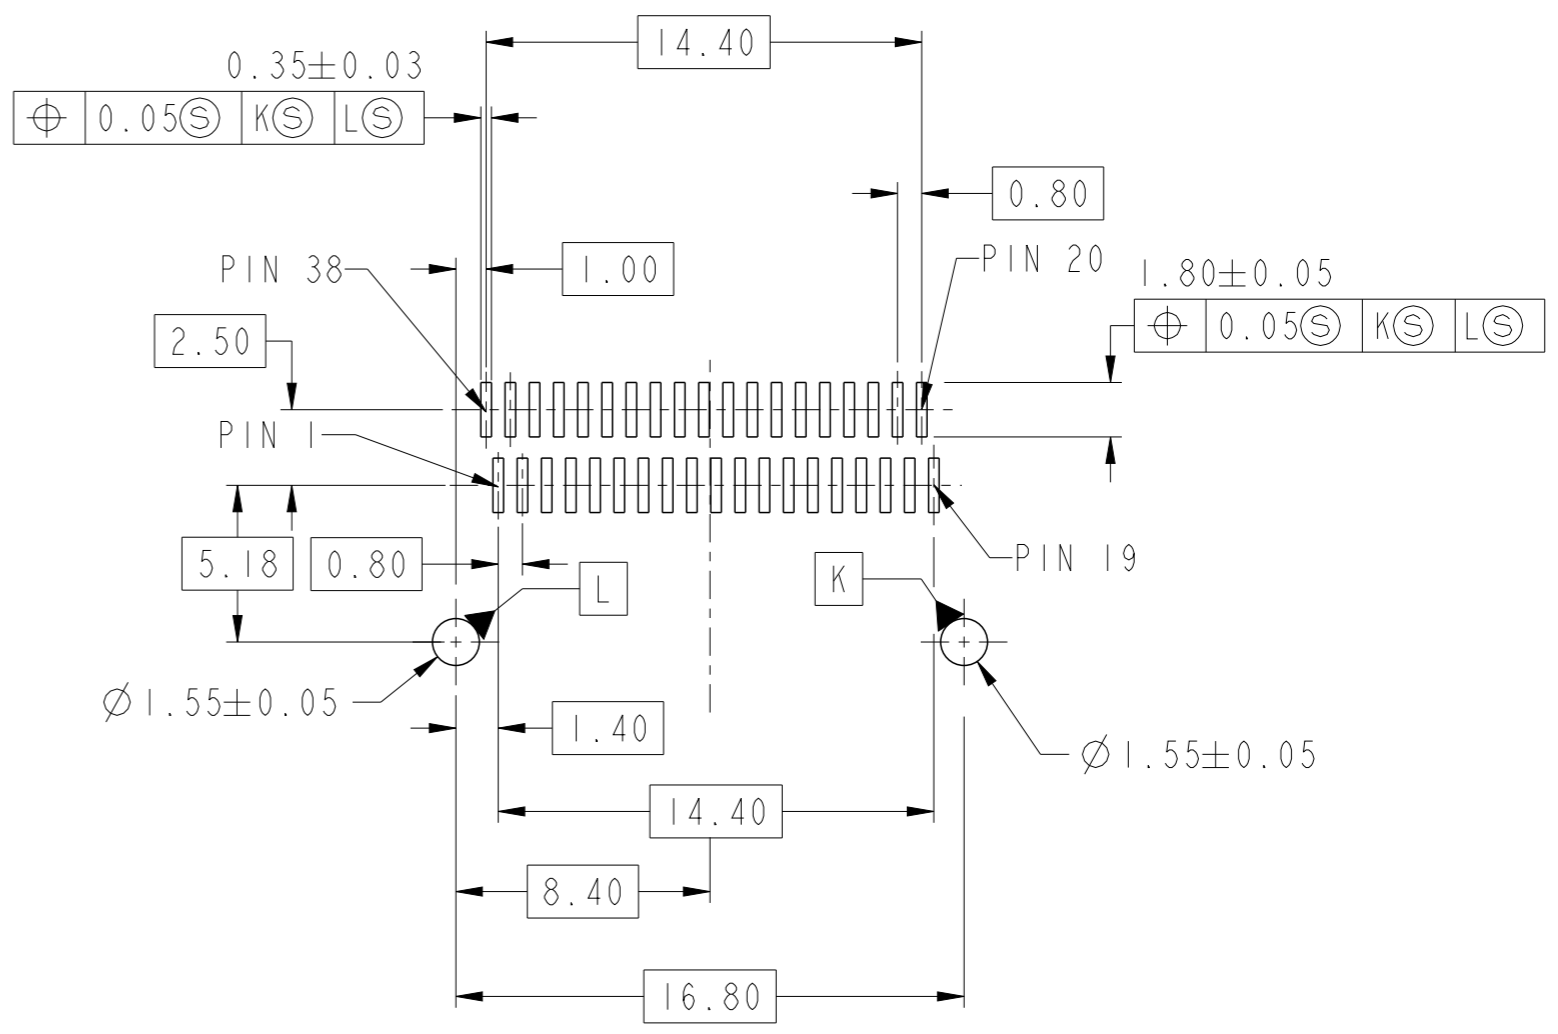 14.40
0.35±0.03
⌖ 0.05Ⓢ KⓈ LⓈ
0.80
PIN 38
1.00
PIN 20
1.80±0.05
⌖ 0.05Ⓢ KⓈ LⓈ
2.50
PIN 1
5.18
0.80
L
K
PIN 19
Ø1.55±0.05
1.40
Ø1.55±0.05
14.40
8.40
16.80